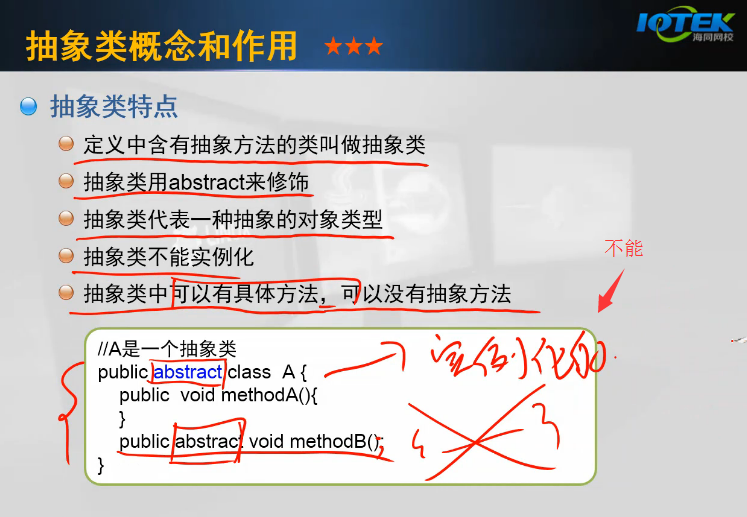 抽象类概念和作用 ★★★
IOTEK
海同网校
抽象类特点
定义中含有抽象方法的类叫做抽象类
抽象类用abstract来修饰
抽象类代表一种抽象的对象类型
抽象类不能实例化
不能
抽象类中可以有具体方法，可以没有抽象方法
//A是一个抽象类
public abstract class A {
实例化的
public void methodA(){
}
public abstract void methodB();
{ }
}